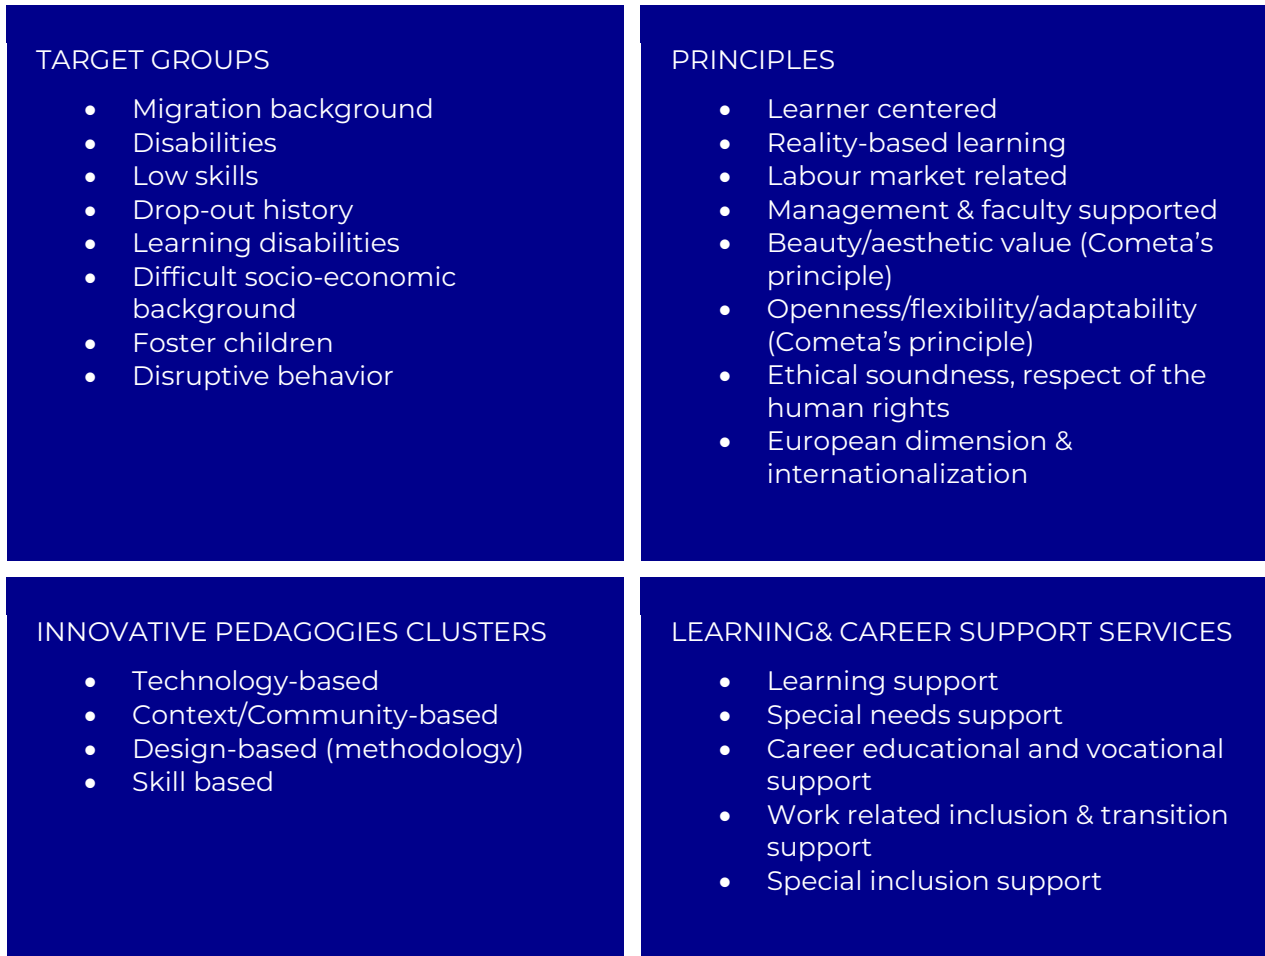 TARGET GROUPS
• Migration background
• Disabilities
• Low skills
• Drop-out history
• Learning disabilities
• Difficult socio-economic
background
• Foster children
• Disruptive behavior
PRINCIPLES
• Learner centered
• Reality-based learning
• Labour market related
• Management & faculty supported
• Beauty/aesthetic value (Cometa’s
principle)
• Openness/flexibility/adaptability
(Cometa’s principle)
• Ethical soundness, respect of the
human rights
• European dimension &
internationalization
INNOVATIVE PEDAGOGIES CLUSTERS
• Technology-based
• Context/Community-based
• Design-based (methodology)
• Skill based
LEARNING& CAREER SUPPORT SERVICES
• Learning support
• Special needs support
• Career educational and vocational
support
• Work related inclusion & transition
support
• Special inclusion support